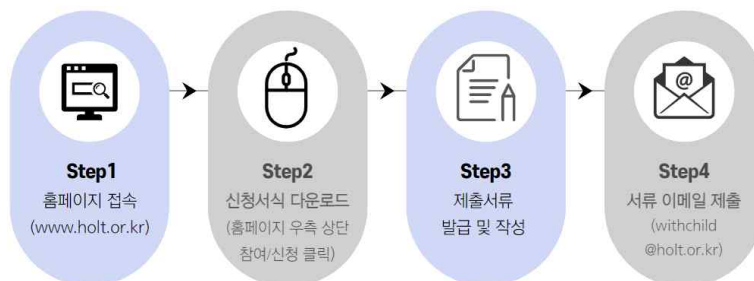 Step1
홈페이지 접속
(www.holt.or.kr)
Step2
신청서식 다운로드
(홈페이지 우측 상단
참여/신청 클릭)
Step3
제출서류
발급 및 작성
@
Step4
서류 이메일 제출
(withchild
@holt.or.kr)